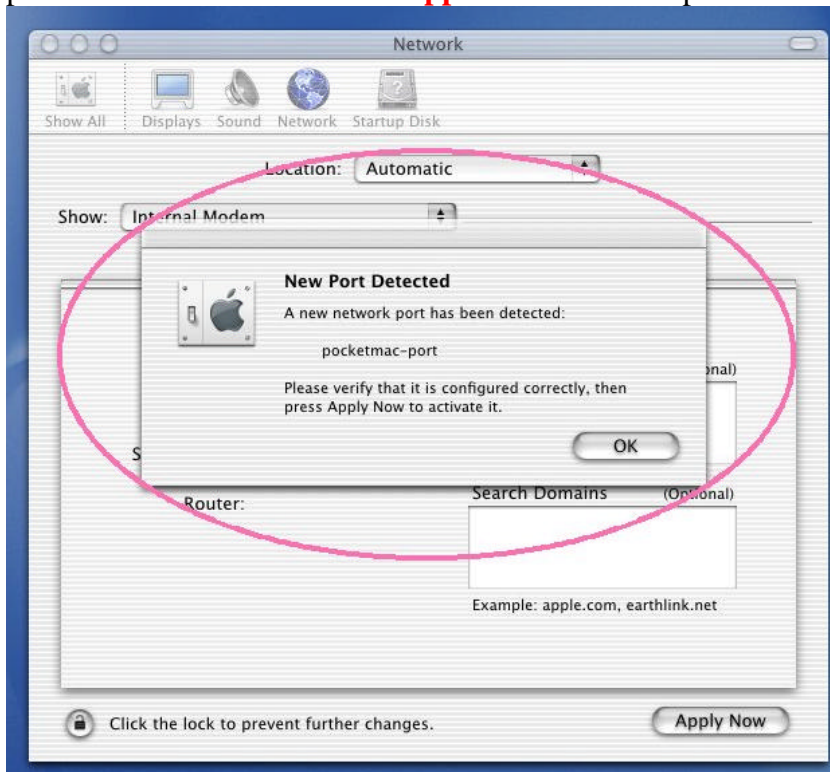 Network
Show All Displays Sound Network Startup Disk
Location: Automatic
Show: Internal Modem
New Port Detected
A new network port has been detected:
pocketmac-port
Please verify that it is configured correctly, then
press Apply Now to activate it.
OK
Router:
Search Domains (Optional)
Example: apple.com, earthlink.net
Click the lock to prevent further changes.
Apply Now